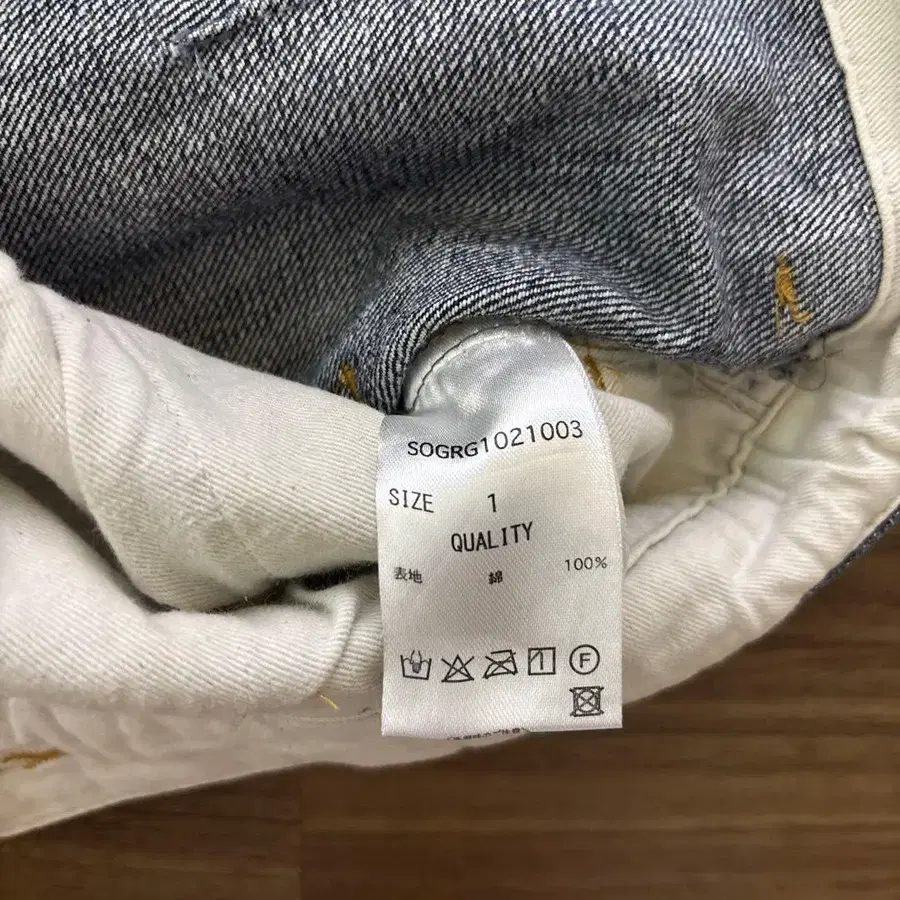 SOGRG1021003
SIZE 1
QUALITY
表地 綿 100%
F